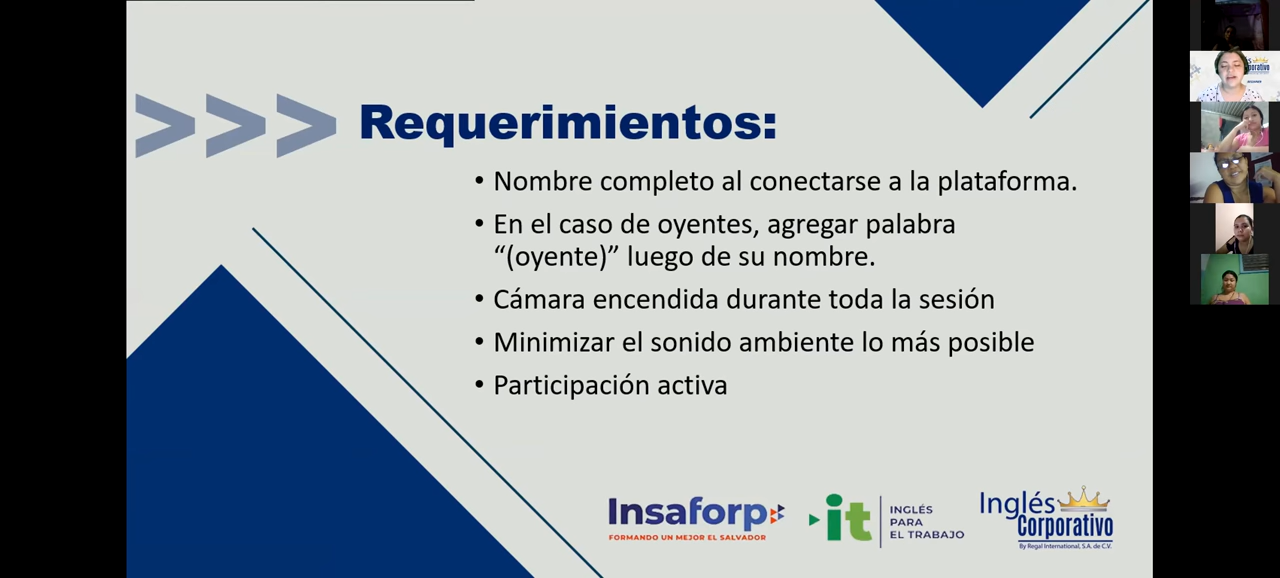 >>> Requerimientos:
• Nombre completo al conectarse a la plataforma.
• En el caso de oyentes, agregar palabra
“(oyente)” luego de su nombre.
• Cámara encendida durante toda la sesión
• Minimizar el sonido ambiente lo más posible
• Participación activa
Insaforp
FORMANDO UN MEJOR EL SALVADOR
it
INGLÉS
PARA
EL TRABAJO
Inglés
Corporativo
By Regal International, S.A. de C.V.